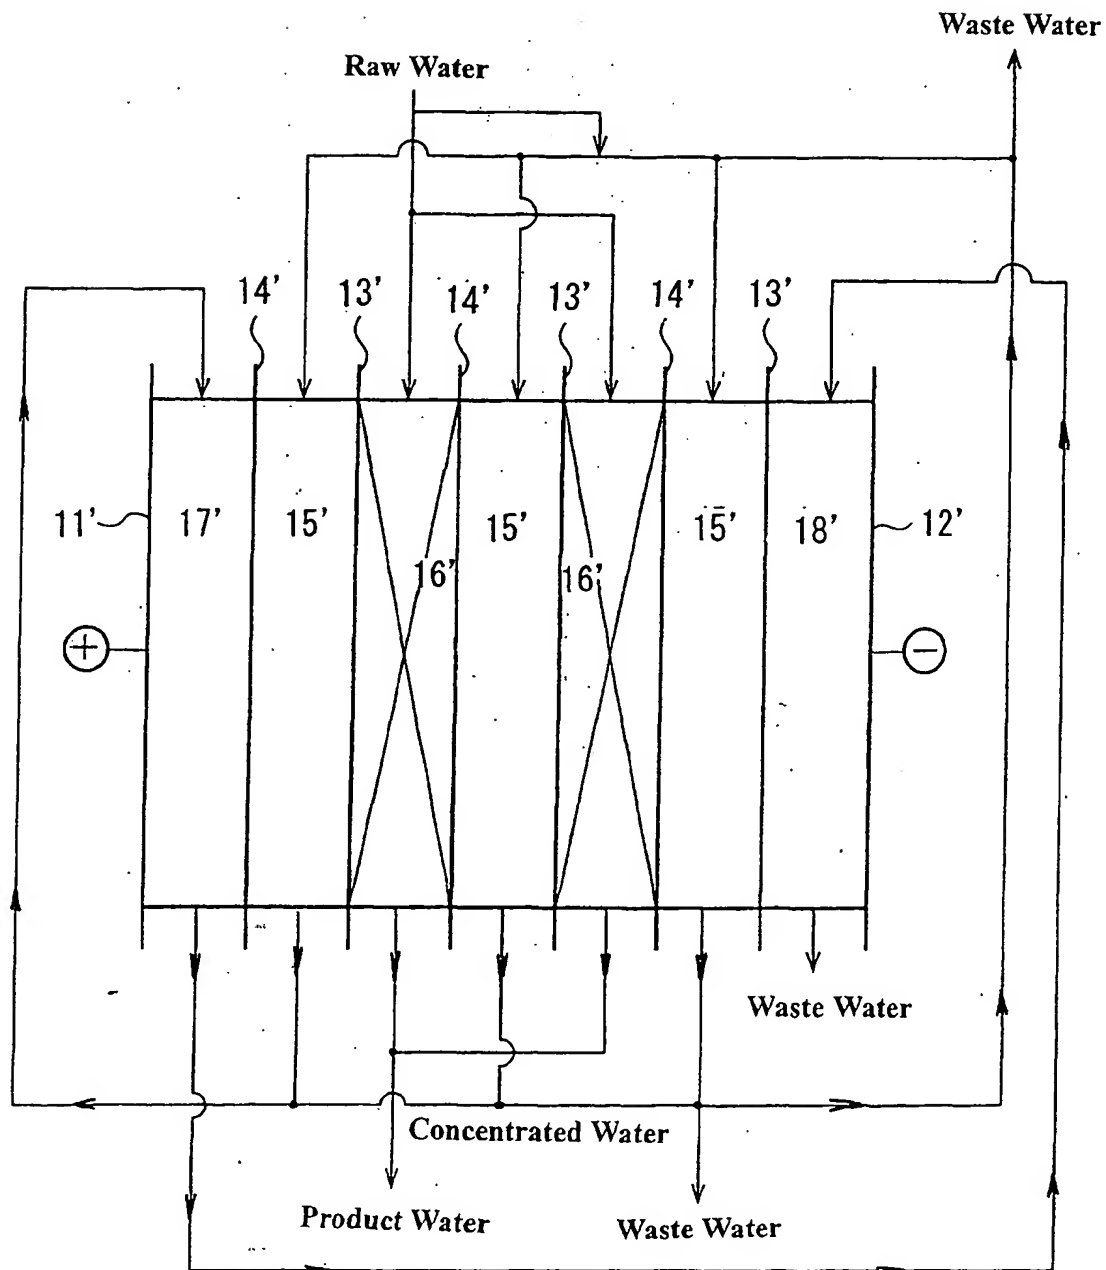 Waste Water
Raw Water
14'
13'
14'
13'
14'
13'
11'
17'
15'
16'
15'
16'
15'
18'
12'
+
−
Waste Water
Concentrated Water
Product Water
Waste Water